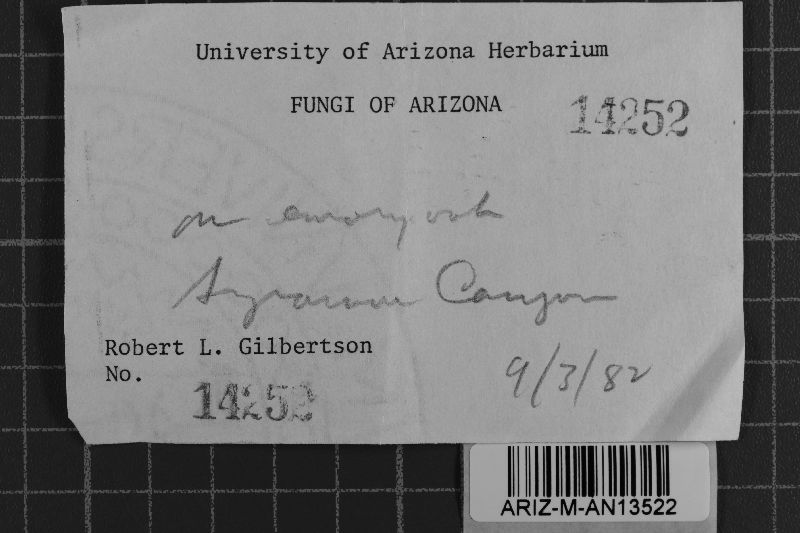 University of Arizona Herbarium
FUNGI OF ARIZONA
14252
on emory oak
Sycamore Canyon
Robert L. Gilbertson
No.
14252
9/3/82
ARIZ-M-AN13522